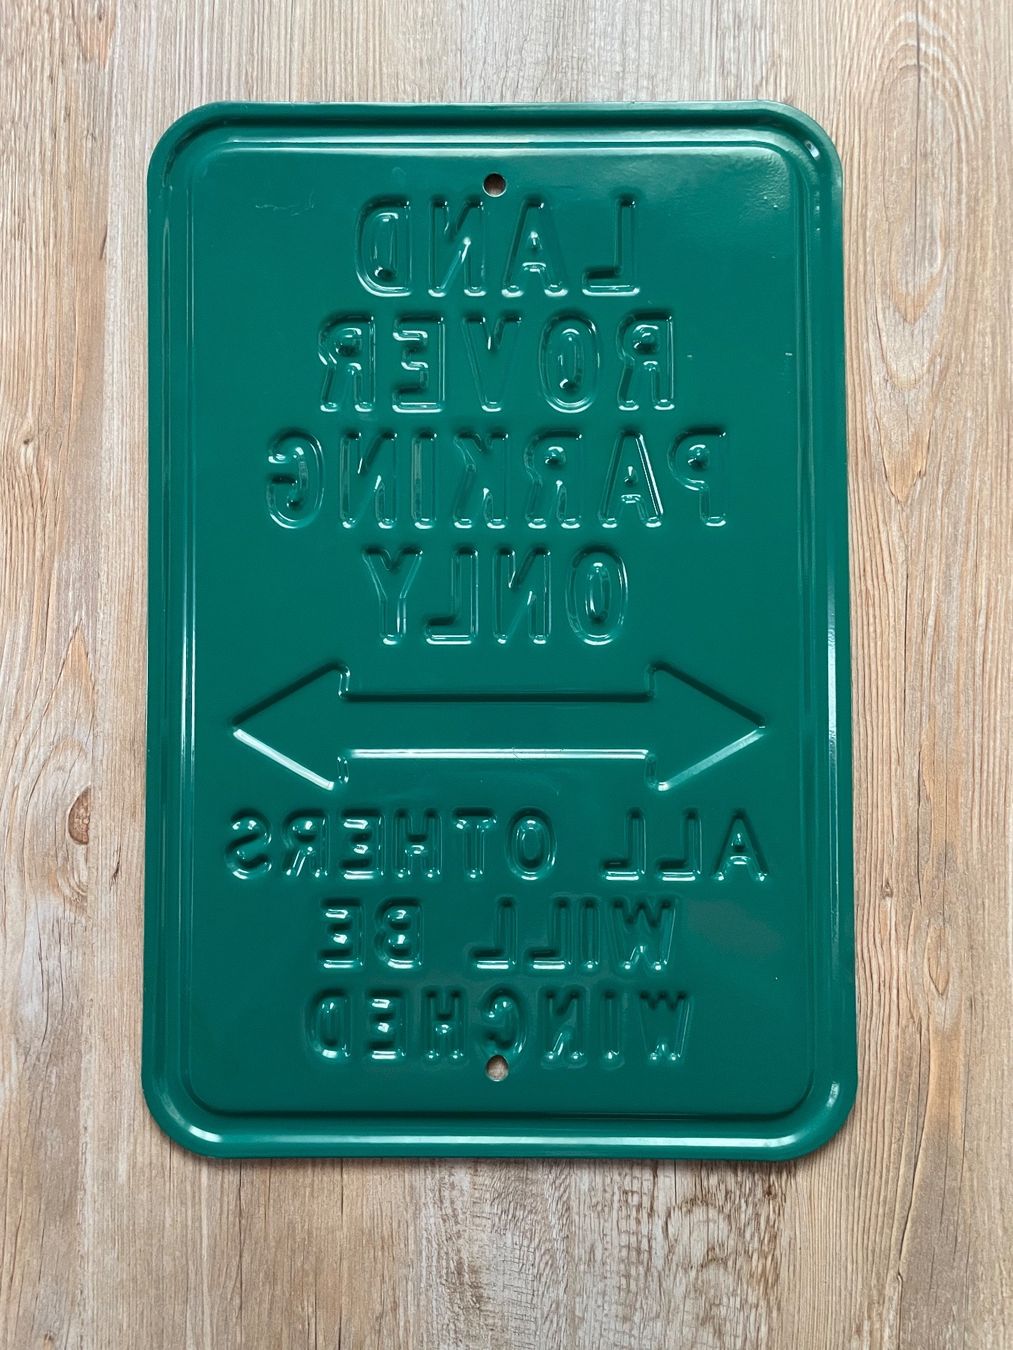 LAND
ROVER
PARKING
ONLY
ALL OTHERS
WILL BE
WINCHED